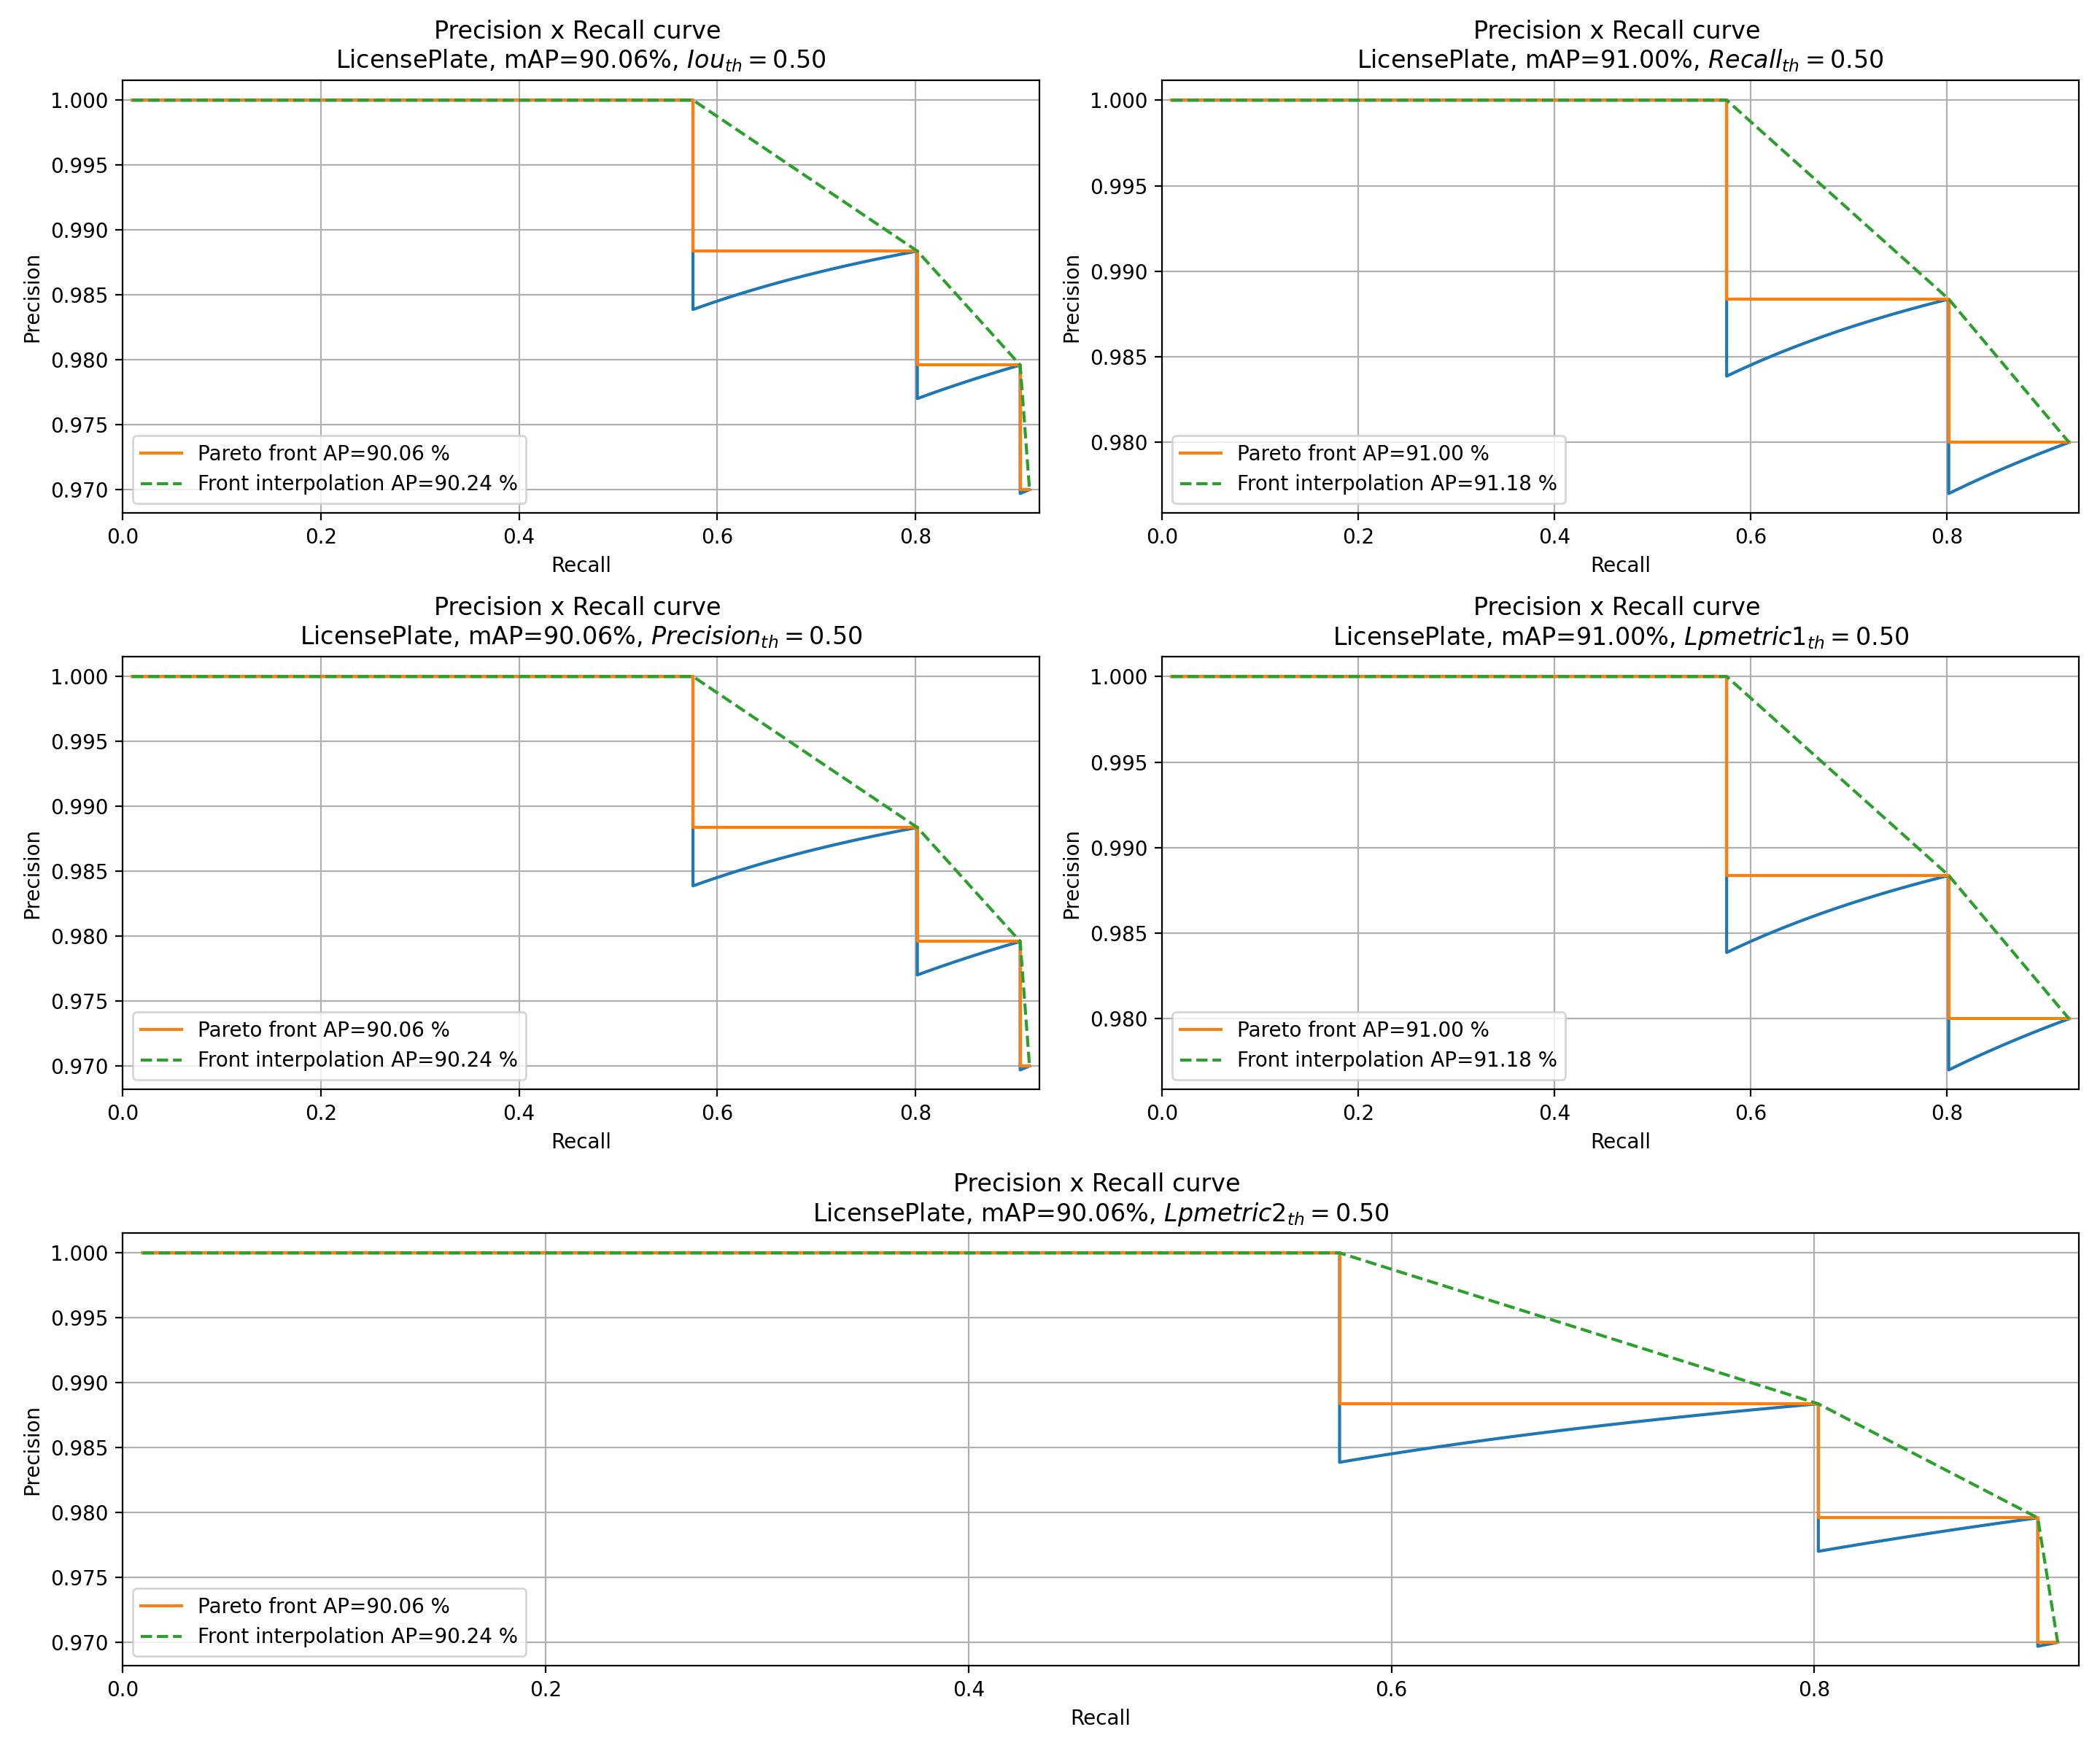 Precision x Recall curve
LicensePlate, mAP=90.06%, Iou_th = 0.50
1.000
0.995
0.990
0.985
0.980
0.975
0.970
Precision
Pareto front AP=90.06 %
Front interpolation AP=90.24 %
0.0 0.2 0.4 0.6 0.8
Recall
Precision x Recall curve
LicensePlate, mAP=91.00%, Recall_th = 0.50
1.000
0.995
0.990
0.985
0.980
Precision
Pareto front AP=91.00 %
Front interpolation AP=91.18 %
0.0 0.2 0.4 0.6 0.8
Recall
Precision x Recall curve
LicensePlate, mAP=90.06%, Precision_th = 0.50
1.000
0.995
0.990
0.985
0.980
0.975
0.970
Precision
Pareto front AP=90.06 %
Front interpolation AP=90.24 %
0.0 0.2 0.4 0.6 0.8
Recall
Precision x Recall curve
LicensePlate, mAP=91.00%, Lpmetric1_th = 0.50
1.000
0.995
0.990
0.985
0.980
Precision
Pareto front AP=91.00 %
Front interpolation AP=91.18 %
0.0 0.2 0.4 0.6 0.8
Recall
Precision x Recall curve
LicensePlate, mAP=90.06%, Lpmetric2_th = 0.50
1.000
0.995
0.990
0.985
0.980
0.975
0.970
Precision
Pareto front AP=90.06 %
Front interpolation AP=90.24 %
0.0 0.2 0.4 0.6 0.8
Recall